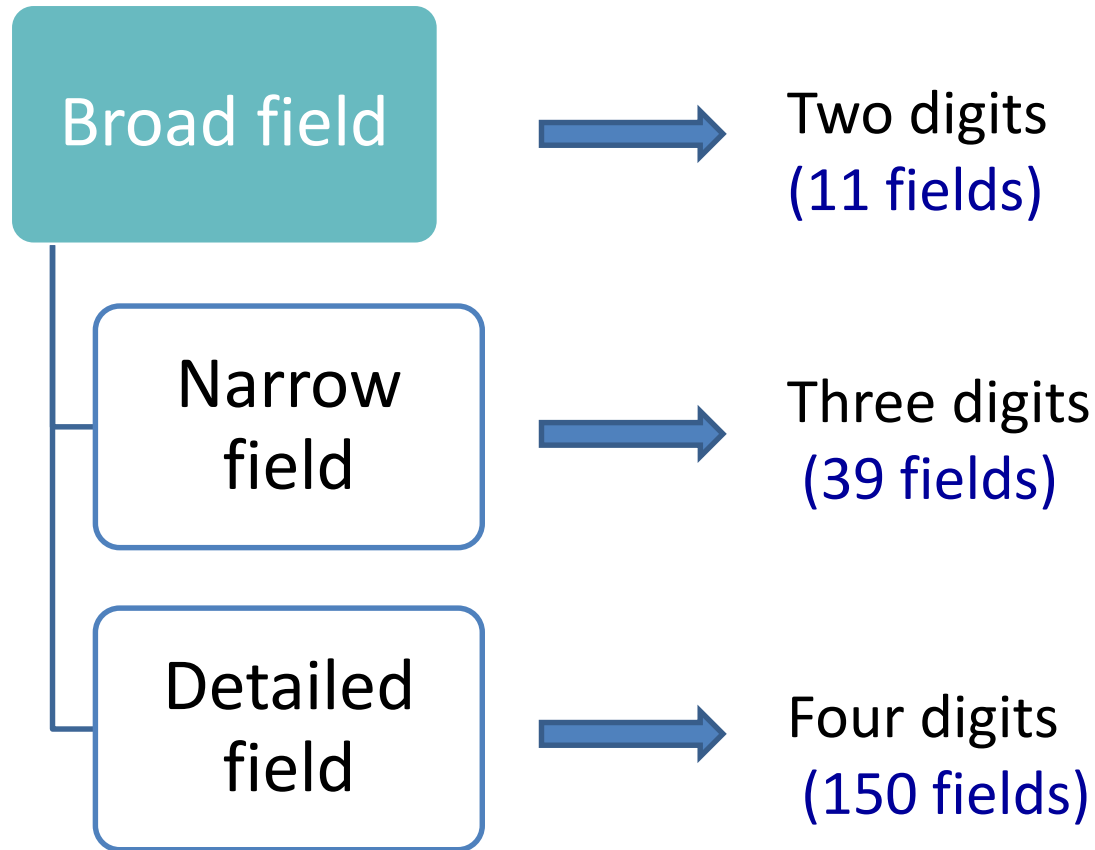 Broad field
Two digits
(11 fields)
Narrow
field
Three digits
(39 fields)
Detailed
field
Four digits
(150 fields)